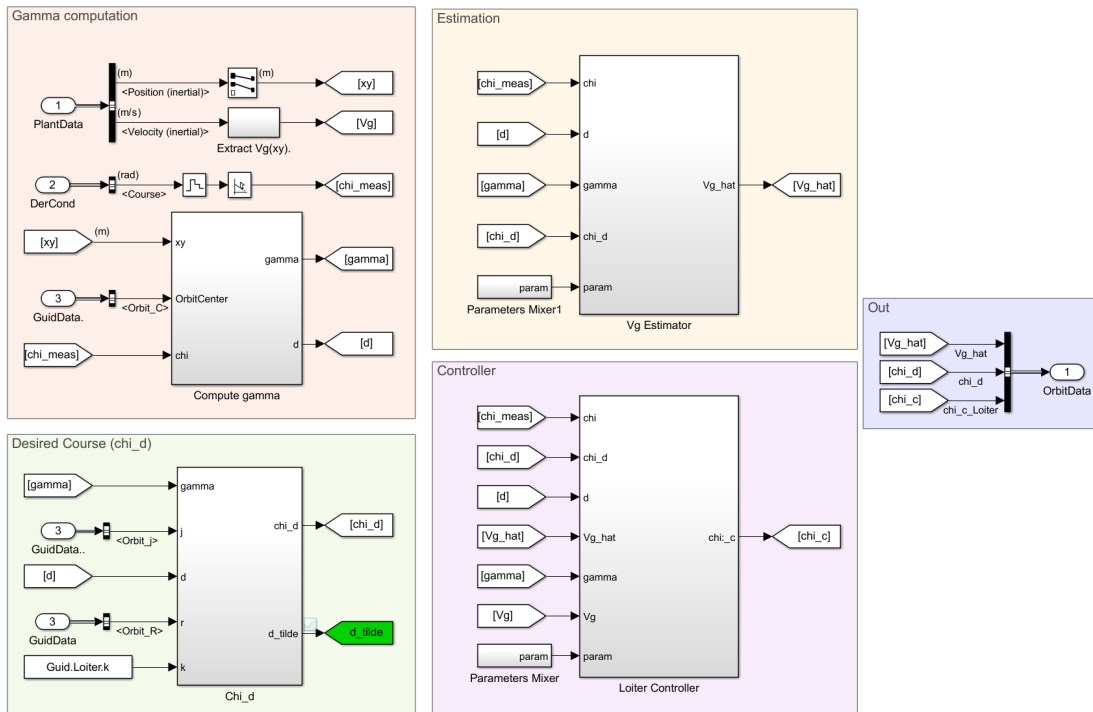 Gamma computation
(m)
(m)
<Position (inertial)>
[xy]
1
PlantData
(m/s)
<Velocity (inertial)>
[Vg]
Extract Vg(xy).
2
DerCond
(rad)
<Course>
[chi_meas]
[xy]
(m)
xy
gamma
[gamma]
3
GuidData.
<Orbit_C>
OrbitCenter
[chi_meas]
chi
d
[d]
Compute gamma
Desired Course (chi_d)
[gamma]
gamma
3
GuidData..
<Orbit_j>
j
chi_d
[chi_d]
[d]
d
3
GuidData
<Orbit_R>
r
d_tilde
d_tilde
Guid.Loiter.k
k
Chi_d
Estimation
[chi_meas]
chi
[d]
d
[gamma]
gamma
Vg_hat
[Vg_hat]
[chi_d]
chi_d
param
param
Parameters Mixer1
Vg Estimator
Controller
[chi_meas]
chi
[chi_d]
chi_d
[d]
d
[Vg_hat]
Vg_hat
chi:_c
[chi_c]
[gamma]
gamma
[Vg]
Vg
param
param
Parameters Mixer
Loiter Controller
Out
[Vg_hat]
Vg_hat
[chi_d]
chi_d
[chi_c]
chi_c_Loiter
1
OrbitData